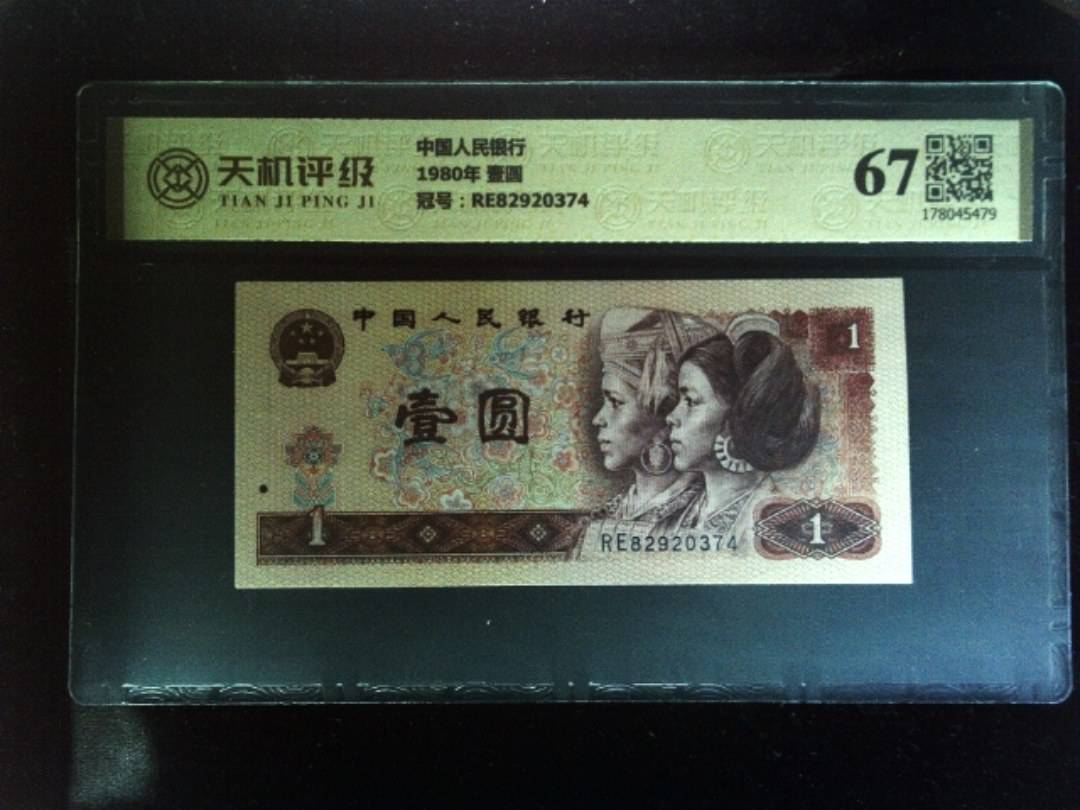 天机评级
TIAN JI PING JI
中国人民银行
1980年 壹圆
冠号：RE82920374
67
178045479
中国人民银行
1
壹圆
1
RE82920374
1